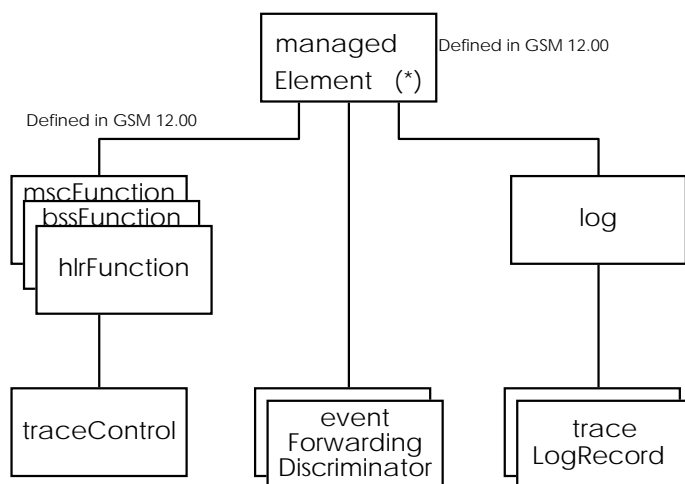 managed
Element (*)
Defined in GSM 12.00
Defined in GSM 12.00
mscFunction
bssFunction
hlrFunction
log
traceControl
event
Forwarding
Discriminator
trace
LogRecord